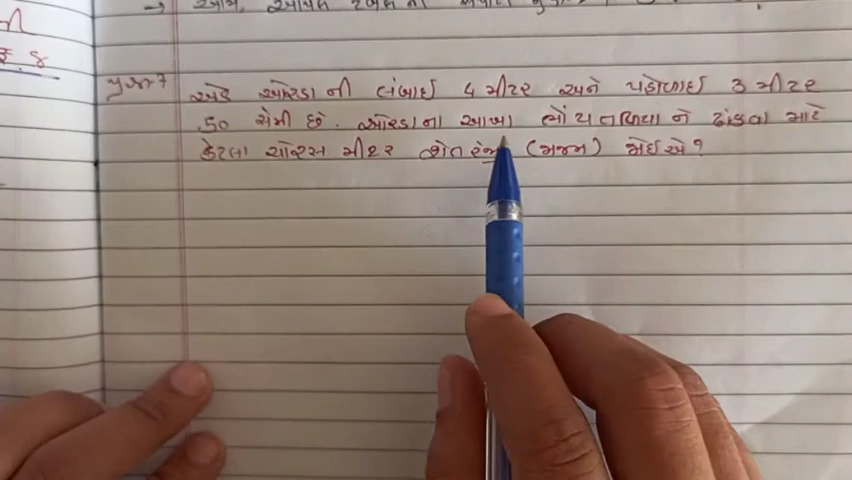 પ્રશ્ન 7 એક ઓરડાની લંબાઈ 4 મીટર અને પહોળાઈ 3 મીટર
50 સેમી છે. ઓરડાના આખા ભોંયતળિયાને ઢાંકવા માટે
કેટલા ચોરસ મીટર શેતરંજી (જાજમ) જોઈએ ?